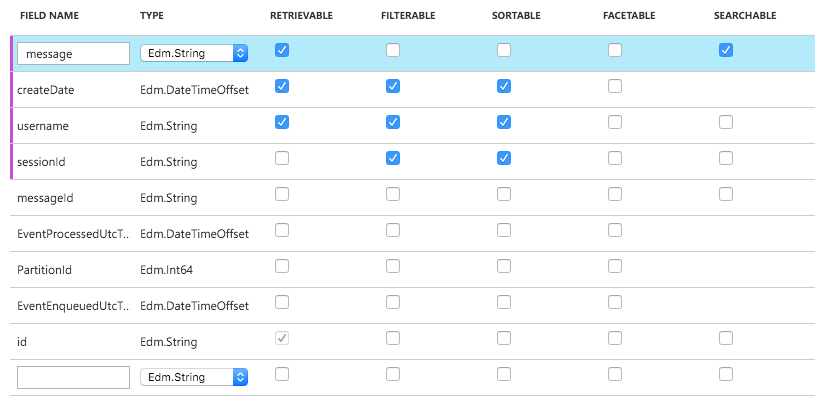 FIELD NAME TYPE RETRIEVABLE FILTERABLE SORTABLE FACETABLE SEARCHABLE
message Edm.String
createDate Edm.DateTimeOffset
username Edm.String
sessionId Edm.String
messageId Edm.String
EventProcessedUtcT.. Edm.DateTimeOffset
PartitionId Edm.Int64
EventEnqueuedUtcT.. Edm.DateTimeOffset
id Edm.String
Edm.String